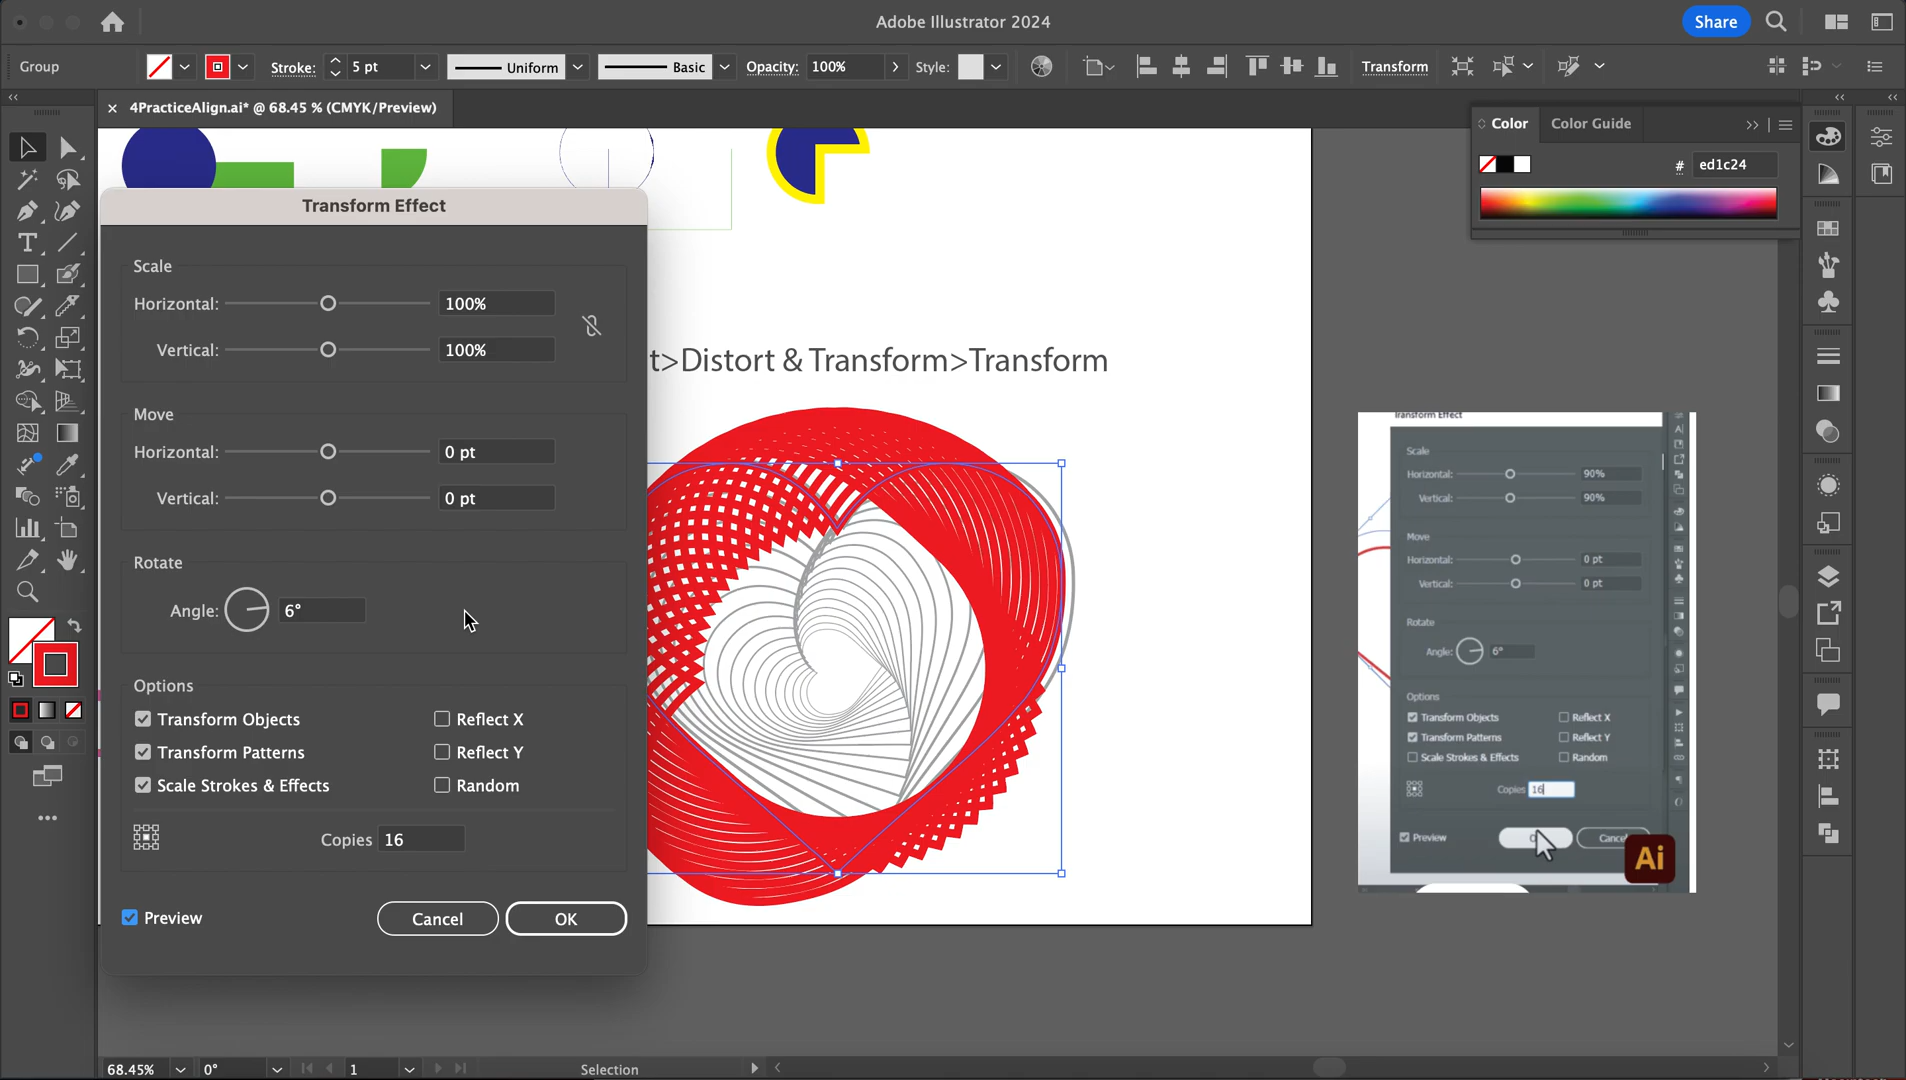 Adobe Illustrator 2024
Share
Group
Stroke:
5 pt
Uniform
Basic
Opacity:
100%
Style:
Transform
4PracticeAlign.ai* @ 68.45 % (CMYK/Preview)
Color
Color Guide
#
ed1c24
Transform Effect
Scale
Horizontal:
100%
Vertical:
100%
Move
Horizontal:
0 pt
Vertical:
0 pt
Rotate
Angle:
6°
Options
Transform Objects
Reflect X
Transform Patterns
Reflect Y
Scale Strokes & Effects
Random
Copies
16
Preview
Cancel
OK
t>Distort & Transform>Transform
Transform Effect
Scale
Horizontal:
90%
Vertical:
90%
Move
Horizontal:
0 pt
Vertical:
0 pt
Rotate
Angle:
6°
Options
Transform Objects
Reflect X
Transform Patterns
Reflect Y
Scale Strokes & Effects
Random
Copies
16
Preview
Cancel
Ai
68.45%
0°
1
Selection